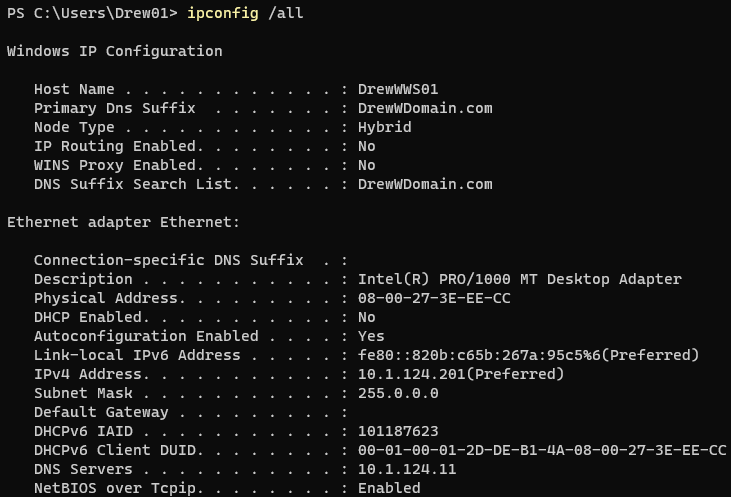 PS C:\Users\Drew01> ipconfig /all
Windows IP Configuration
Host Name . . . . . . . . . . . . : DrewWWS01
Primary Dns Suffix  . . . . . . . : DrewWDomain.com
Node Type . . . . . . . . . . . . : Hybrid
IP Routing Enabled. . . . . . . . : No
WINS Proxy Enabled. . . . . . . . : No
DNS Suffix Search List. . . . . . : DrewWDomain.com
Ethernet adapter Ethernet:
Connection-specific DNS Suffix  . :
Description . . . . . . . . . . . : Intel(R) PRO/1000 MT Desktop Adapter
Physical Address. . . . . . . . . : 08-00-27-3E-EE-CC
DHCP Enabled. . . . . . . . . . . : No
Autoconfiguration Enabled . . . . : Yes
Link-local IPv6 Address . . . . . : fe80::820b:c65b:267a:95c5%6(Preferred)
IPv4 Address. . . . . . . . . . . : 10.1.124.201(Preferred)
Subnet Mask . . . . . . . . . . . : 255.0.0.0
Default Gateway . . . . . . . . . :
DHCPv6 IAID . . . . . . . . . . . : 101187623
DHCPv6 Client DUID. . . . . . . . : 00-01-00-01-2D-DE-B1-4A-08-00-27-3E-EE-CC
DNS Servers . . . . . . . . . . . : 10.1.124.11
NetBIOS over Tcpip. . . . . . . . : Enabled